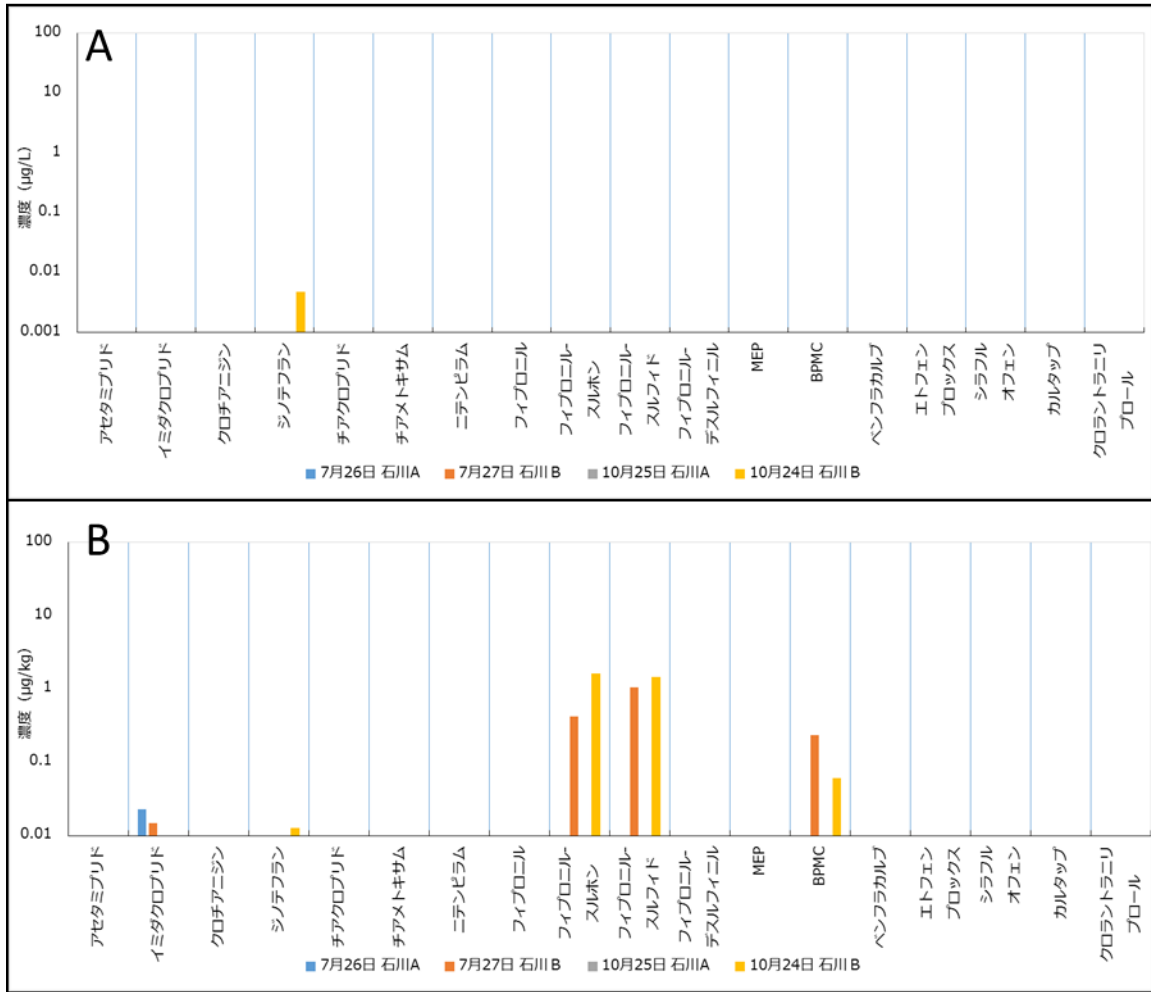 A
100
10
1
0.1
0.01
0.001
濃度（μg/L）
アセタミプリド
イミダクロプリド
クロチアニジン
ジノテフラン
チアクロプリド
チアメトキサム
ニテンピラム
フィプロニル
フィプロニル-
スルホン
フィプロニル-
スルフィド
フィプロニル-
デスルフィニル
MEP
BPMC
ベンフラカルブ
エトフェン
プロックス
シラフル
オフェン
カルタップ
クロラントラニリ
プロール
7月26日 石川A 7月27日 石川B 10月25日 石川A 10月24日 石川B
B
100
10
1
0.1
0.01
濃度（μg/kg）
アセタミプリド
イミダクロプリド
クロチアニジン
ジノテフラン
チアクロプリド
チアメトキサム
ニテンピラム
フィプロニル
フィプロニル-
スルホン
フィプロニル-
スルフィド
フィプロニル-
デスルフィニル
MEP
BPMC
ベンフラカルブ
エトフェン
プロックス
シラフル
オフェン
カルタップ
クロラントラニリ
プロール
7月26日 石川A 7月27日 石川B 10月25日 石川A 10月24日 石川B